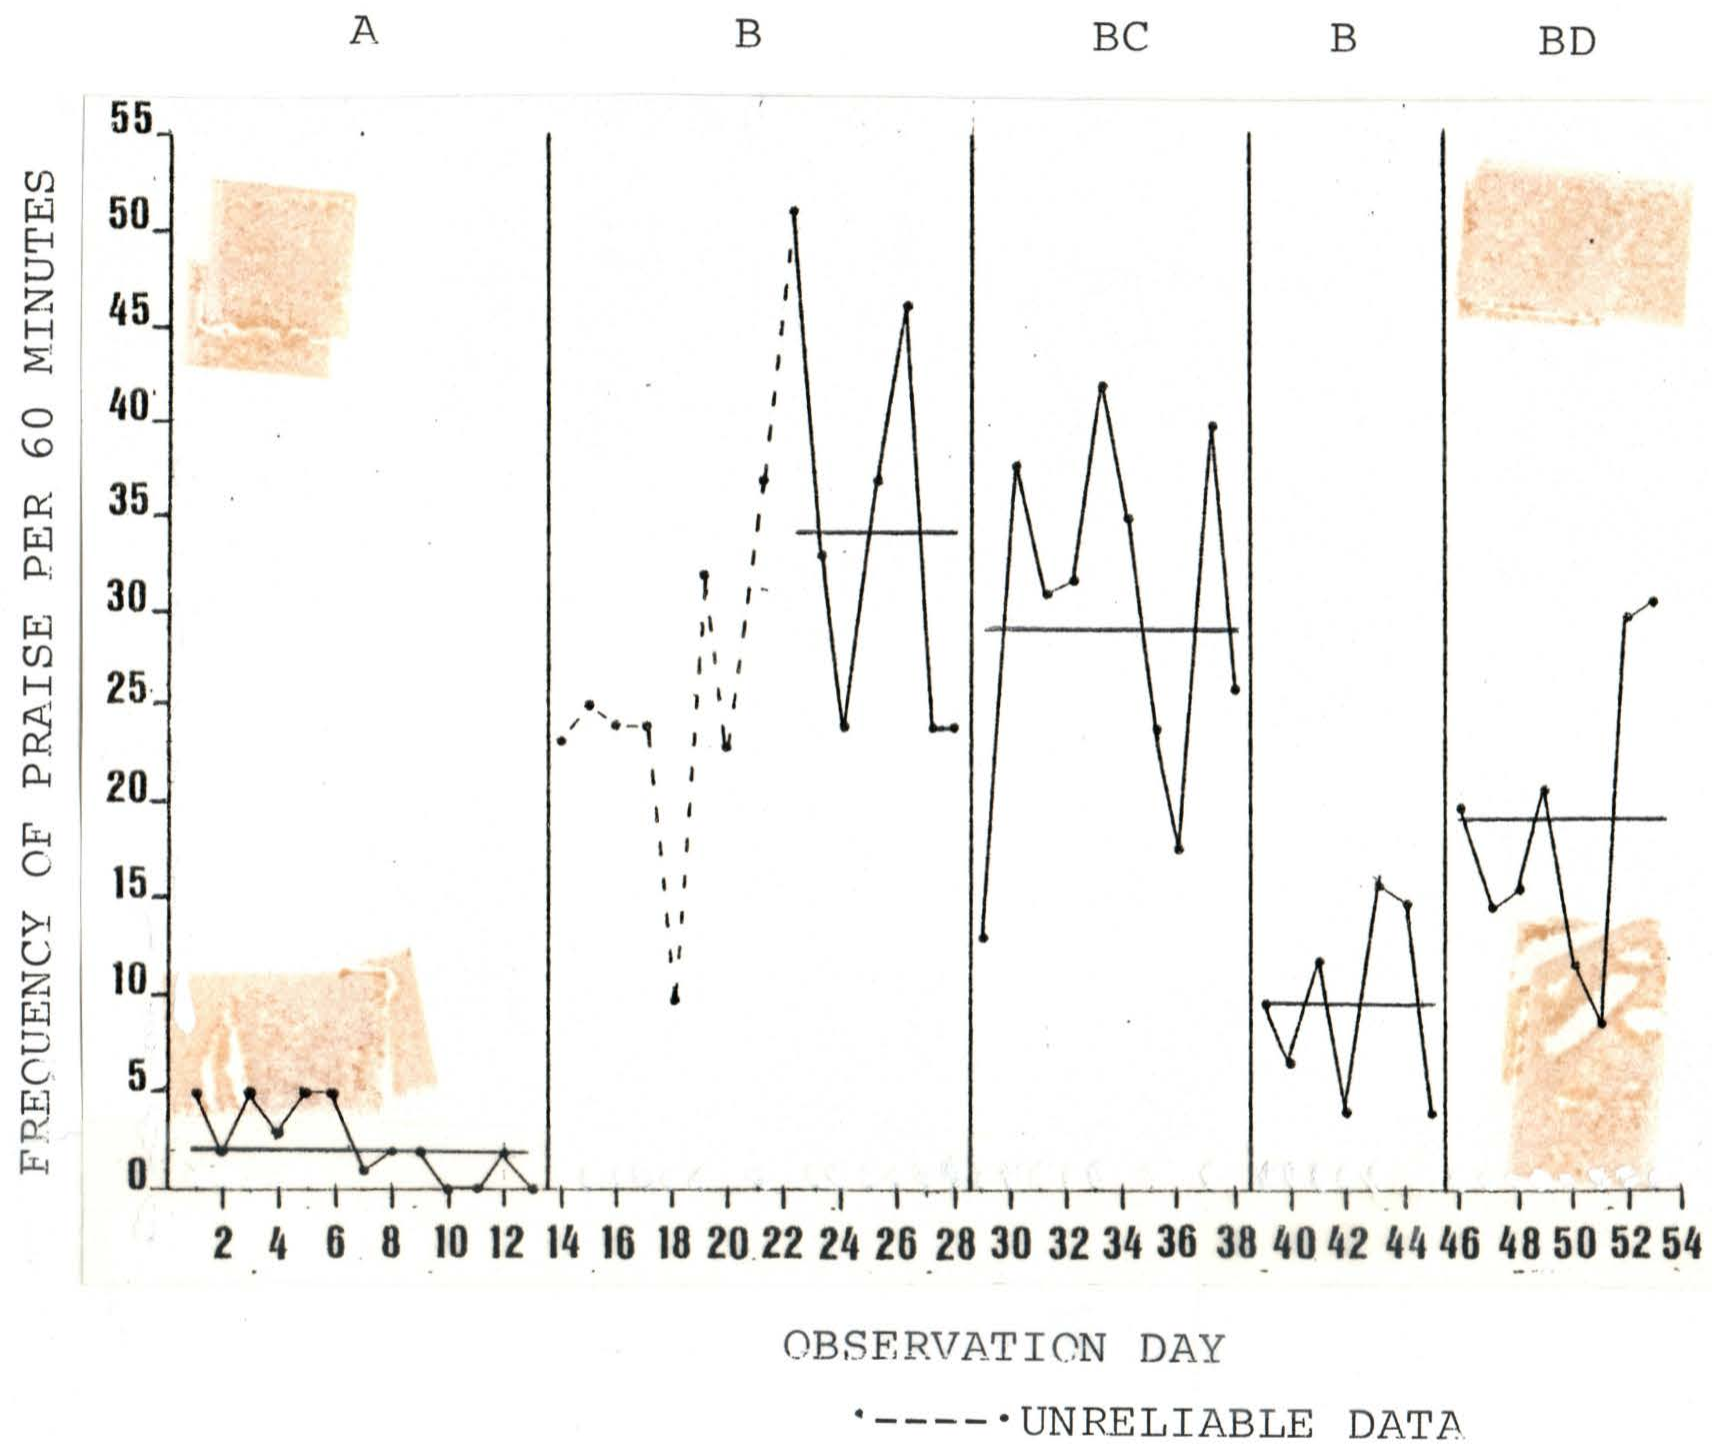 A B BC B BD
FREQUENCY OF PRAISE PER 60 MINUTES
55
50
45
40
35
30
25
20
15
10
5
0
2 4 6 8 10 12 14 16 18 20 22 24 26 28 30 32 34 36 38 40 42 44 46 48 50 52 54
OBSERVATION DAY
UNRELIABLE DATA